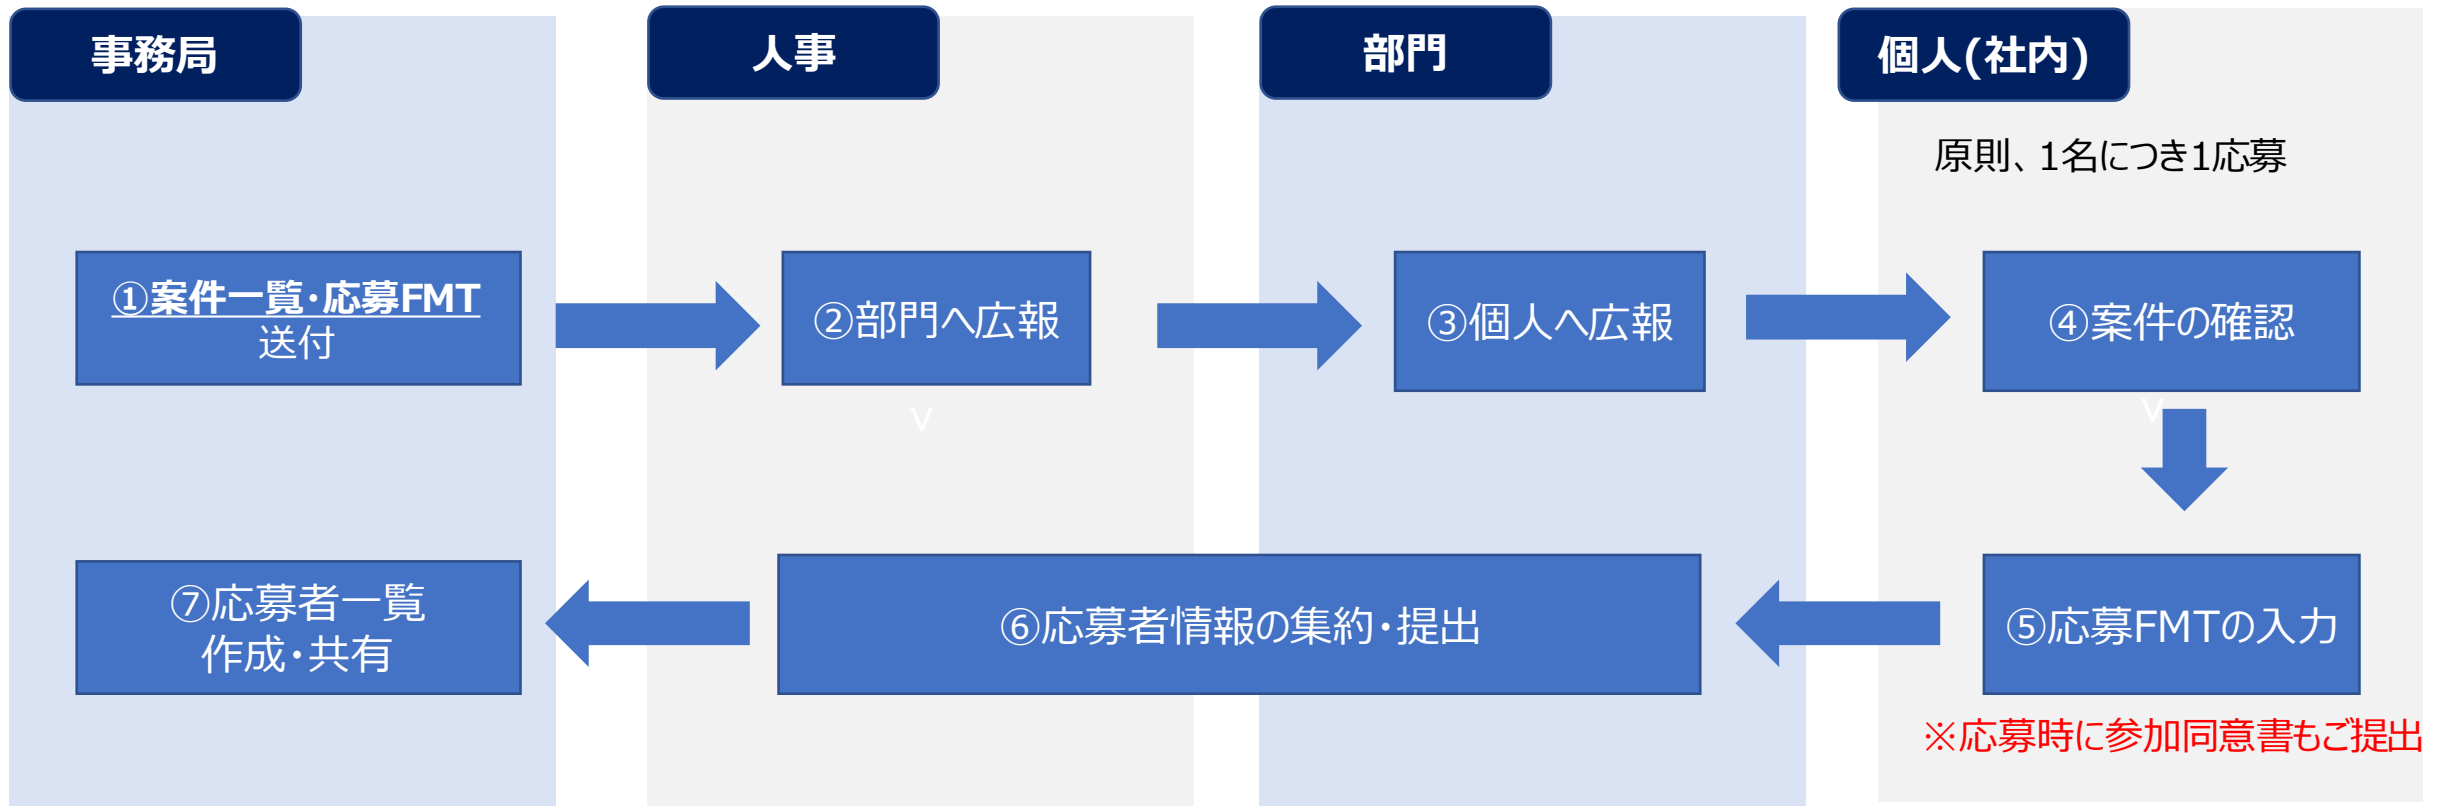 事務局
人事
部門
個人(社内)
原則、1名につき1応募
①案件一覧・応募FMT
送付
②部門へ広報
③個人へ広報
④案件の確認
V
V
⑦応募者一覧
作成・共有
⑥応募者情報の集約・提出
⑤応募FMTの入力
※応募時に参加同意書もご提出